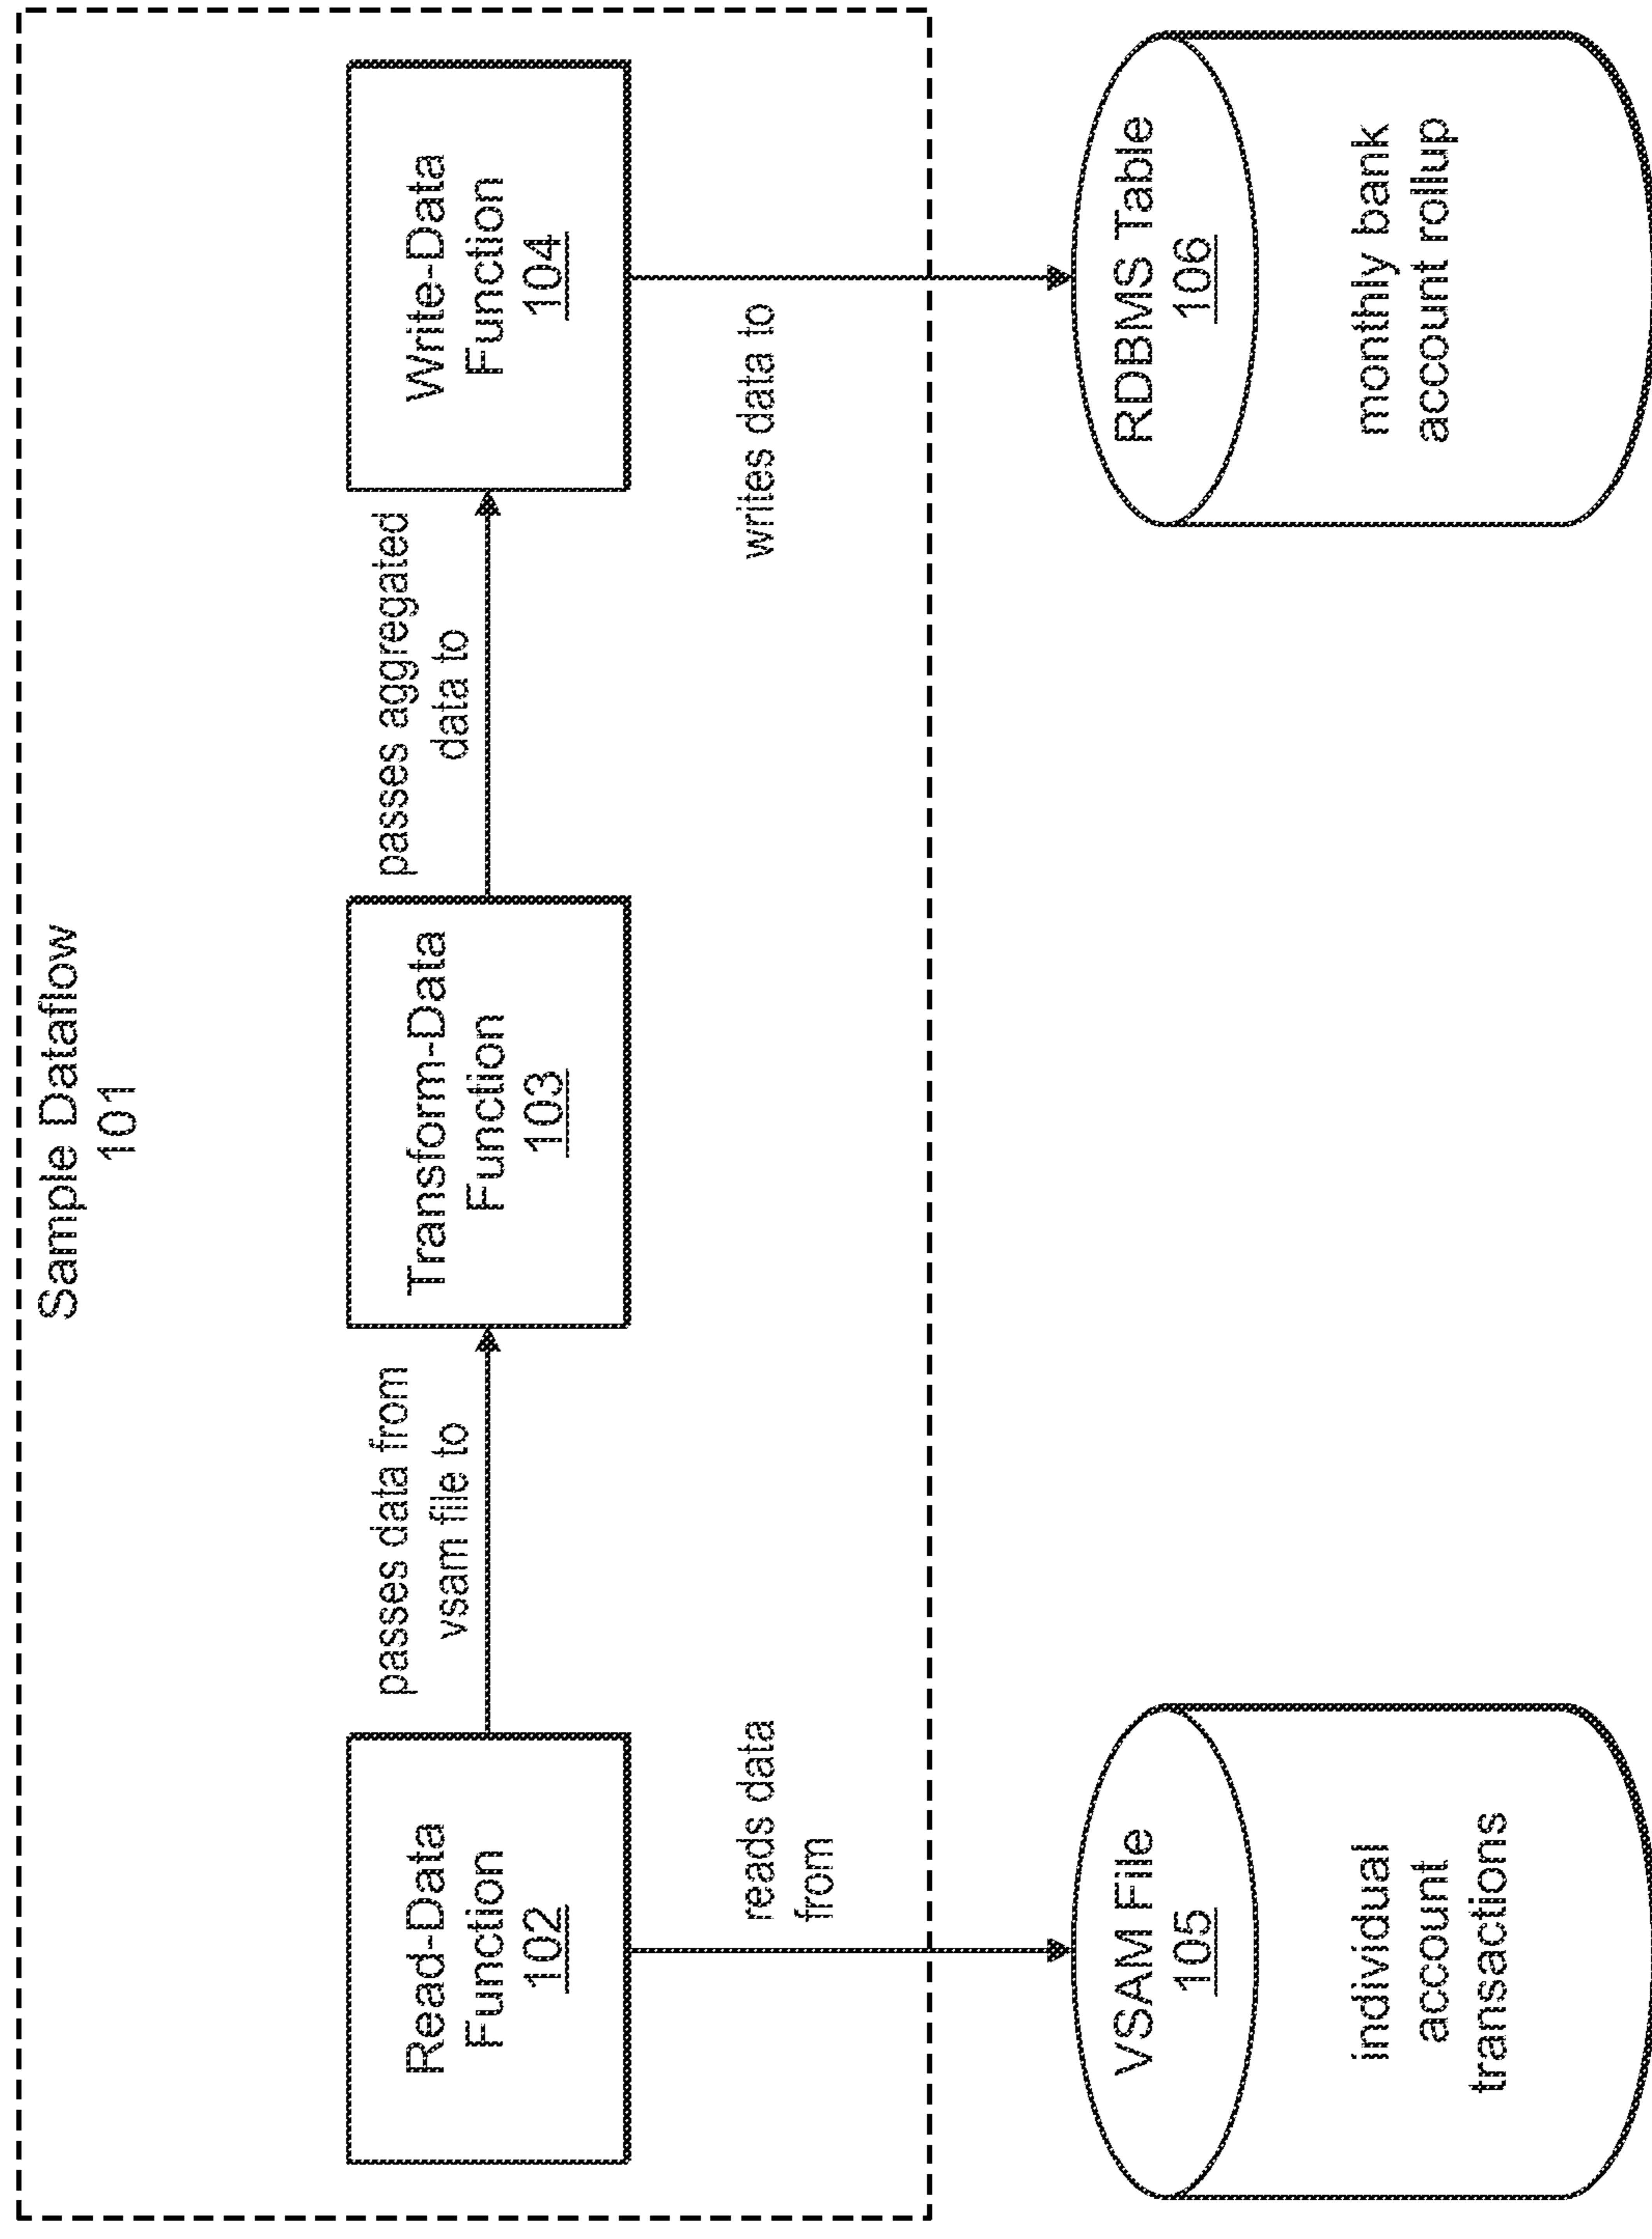 Sample Dataflow
101
Read-Data
Function
102
passes data from
vsam file to
Transform-Data
Function
103
passes aggregated
data to
Write-Data
Function
104
reads data
from
writes data to
VSAM File
105
individual
account
transactions
RDBMS Table
106
monthly bank
account rollup